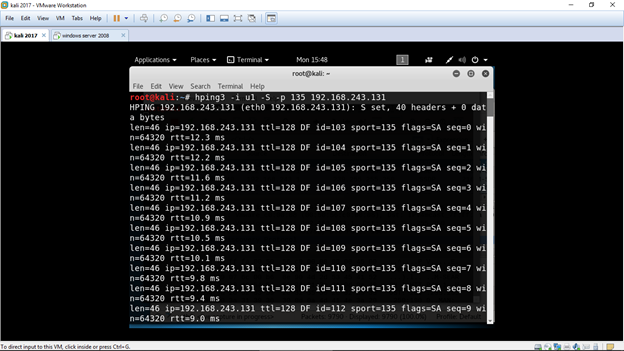 kali 2017 - VMware Workstation
File Edit View VM Tabs Help
kali 2017 windows server 2008
Applications Places Terminal Mon 15:48 1
root@kali: ~
File Edit View Search Terminal Help
root@kali:~# hping3 -i u1 -S -p 135 192.168.243.131
HPING 192.168.243.131 (eth0 192.168.243.131): S set, 40 headers + 0 dat
a bytes
len=46 ip=192.168.243.131 ttl=128 DF id=103 sport=135 flags=SA seq=0 wi
n=64320 rtt=12.3 ms
len=46 ip=192.168.243.131 ttl=128 DF id=104 sport=135 flags=SA seq=1 wi
n=64320 rtt=12.2 ms
len=46 ip=192.168.243.131 ttl=128 DF id=105 sport=135 flags=SA seq=2 wi
n=64320 rtt=11.6 ms
len=46 ip=192.168.243.131 ttl=128 DF id=106 sport=135 flags=SA seq=3 wi
n=64320 rtt=11.2 ms
len=46 ip=192.168.243.131 ttl=128 DF id=107 sport=135 flags=SA seq=4 wi
n=64320 rtt=10.9 ms
len=46 ip=192.168.243.131 ttl=128 DF id=108 sport=135 flags=SA seq=5 wi
n=64320 rtt=10.5 ms
len=46 ip=192.168.243.131 ttl=128 DF id=109 sport=135 flags=SA seq=6 wi
n=64320 rtt=10.1 ms
len=46 ip=192.168.243.131 ttl=128 DF id=110 sport=135 flags=SA seq=7 wi
n=64320 rtt=9.8 ms
len=46 ip=192.168.243.131 ttl=128 DF id=111 sport=135 flags=SA seq=8 wi
n=64320 rtt=9.4 ms
len=46 ip=192.168.243.131 ttl=128 DF id=112 sport=135 flags=SA seq=9 wi
n=64320 rtt=9.0 ms
To direct input to this VM, click inside or press Ctrl+G.